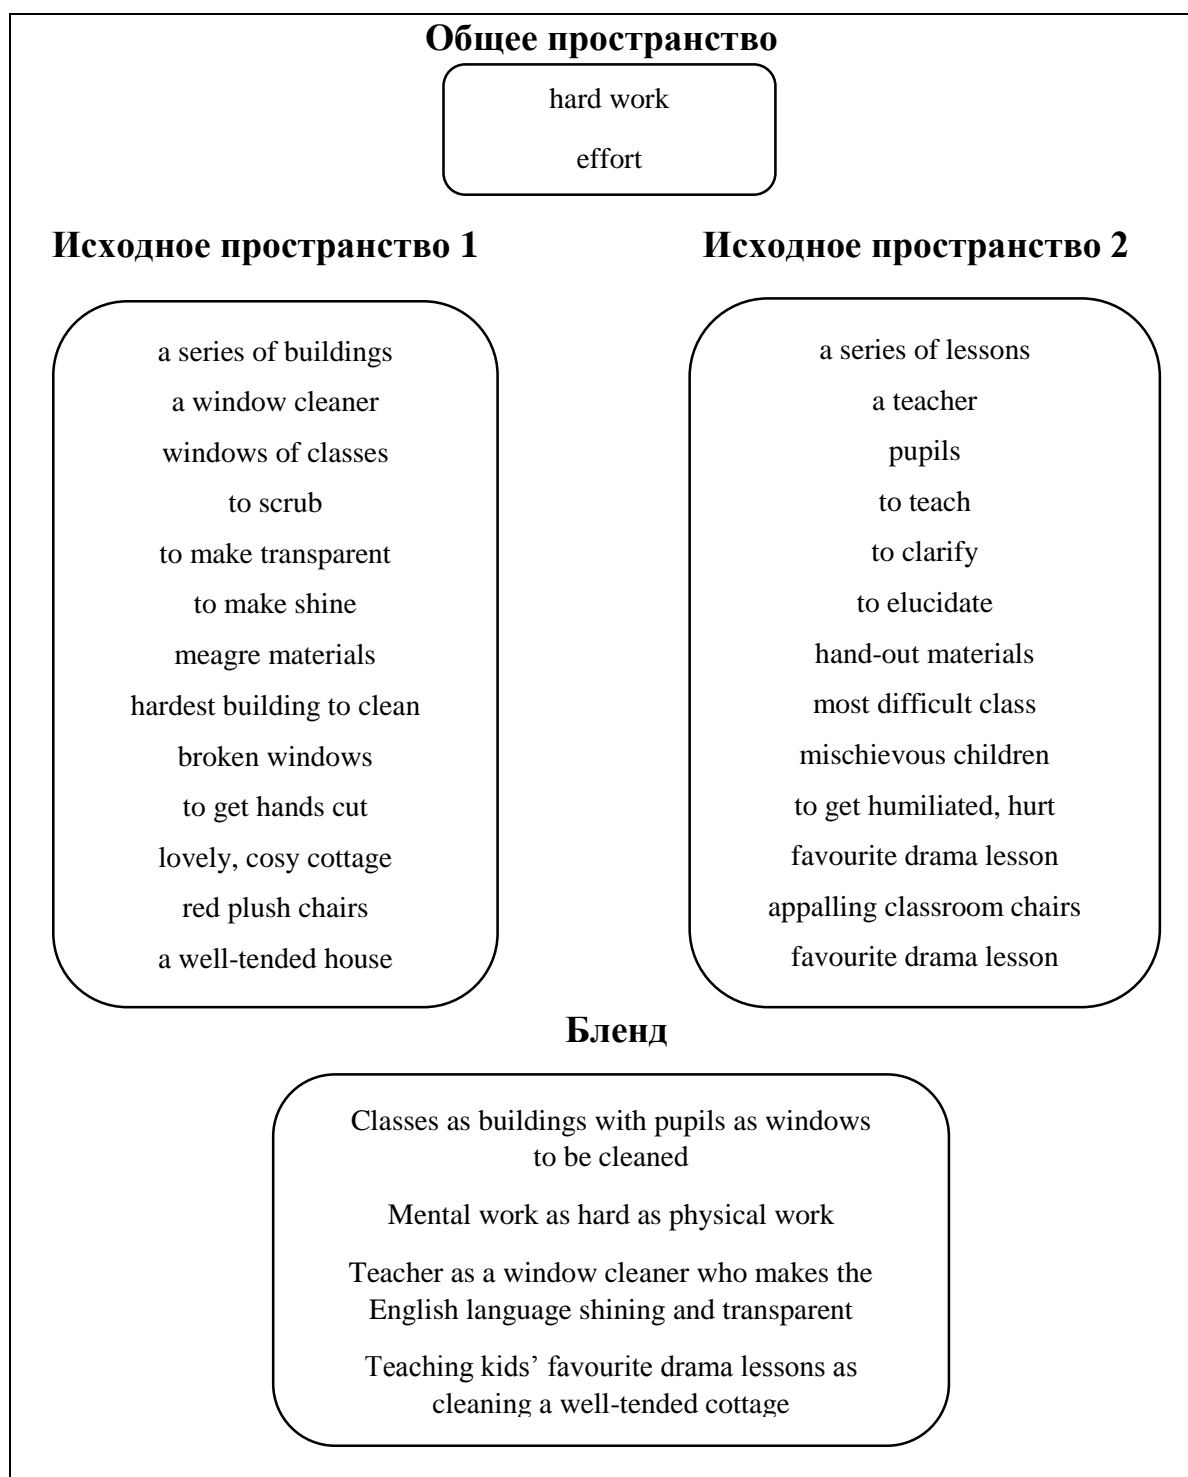 Общее пространство
hard work
effort
Исходное пространство 1
a series of buildings
a window cleaner
windows of classes
to scrub
to make transparent
to make shine
meagre materials
hardest building to clean
broken windows
to get hands cut
lovely, cosy cottage
red plush chairs
a well-tended house
Исходное пространство 2
a series of lessons
a teacher
pupils
to teach
to clarify
to elucidate
hand-out materials
most difficult class
mischievous children
to get humiliated, hurt
favourite drama lesson
appalling classroom chairs
favourite drama lesson
Бленд
Classes as buildings with pupils as windows
to be cleaned
Mental work as hard as physical work
Teacher as a window cleaner who makes the
English language shining and transparent
Teaching kids’ favourite drama lessons as
cleaning a well-tended cottage